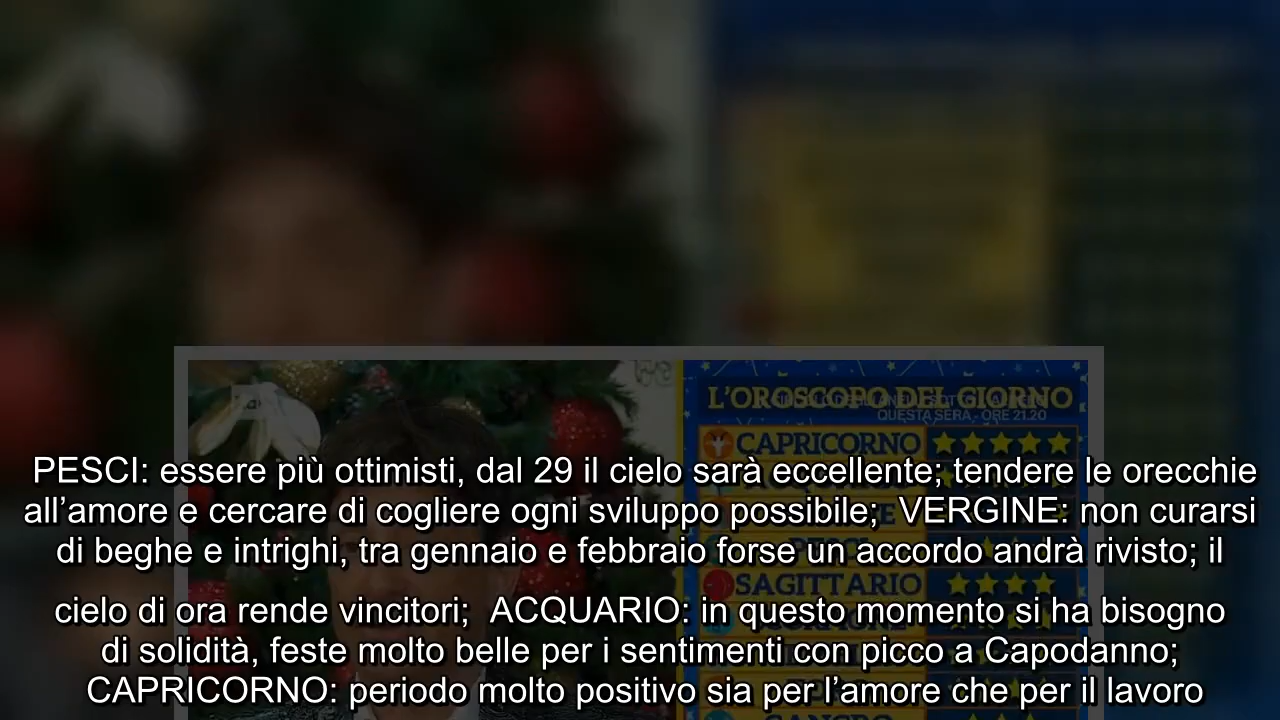 L'OROSCOPO DEL GIORNO
QUESTA SERA - ORE 21.20
CAPRICORNO
PESCI: essere più ottimisti, dal 29 il cielo sarà eccellente; tendere le orecchie
all’amore e cercare di cogliere ogni sviluppo possibile;  VERGINE: non curarsi
di beghe e intrighi, tra gennaio e febbraio forse un accordo andrà rivisto; il
SAGITTARIO
cielo di ora rende vincitori;  ACQUARIO: in questo momento si ha bisogno
di solidità, feste molto belle per i sentimenti con picco a Capodanno;
CAPRICORNO: periodo molto positivo sia per l’amore che per il lavoro